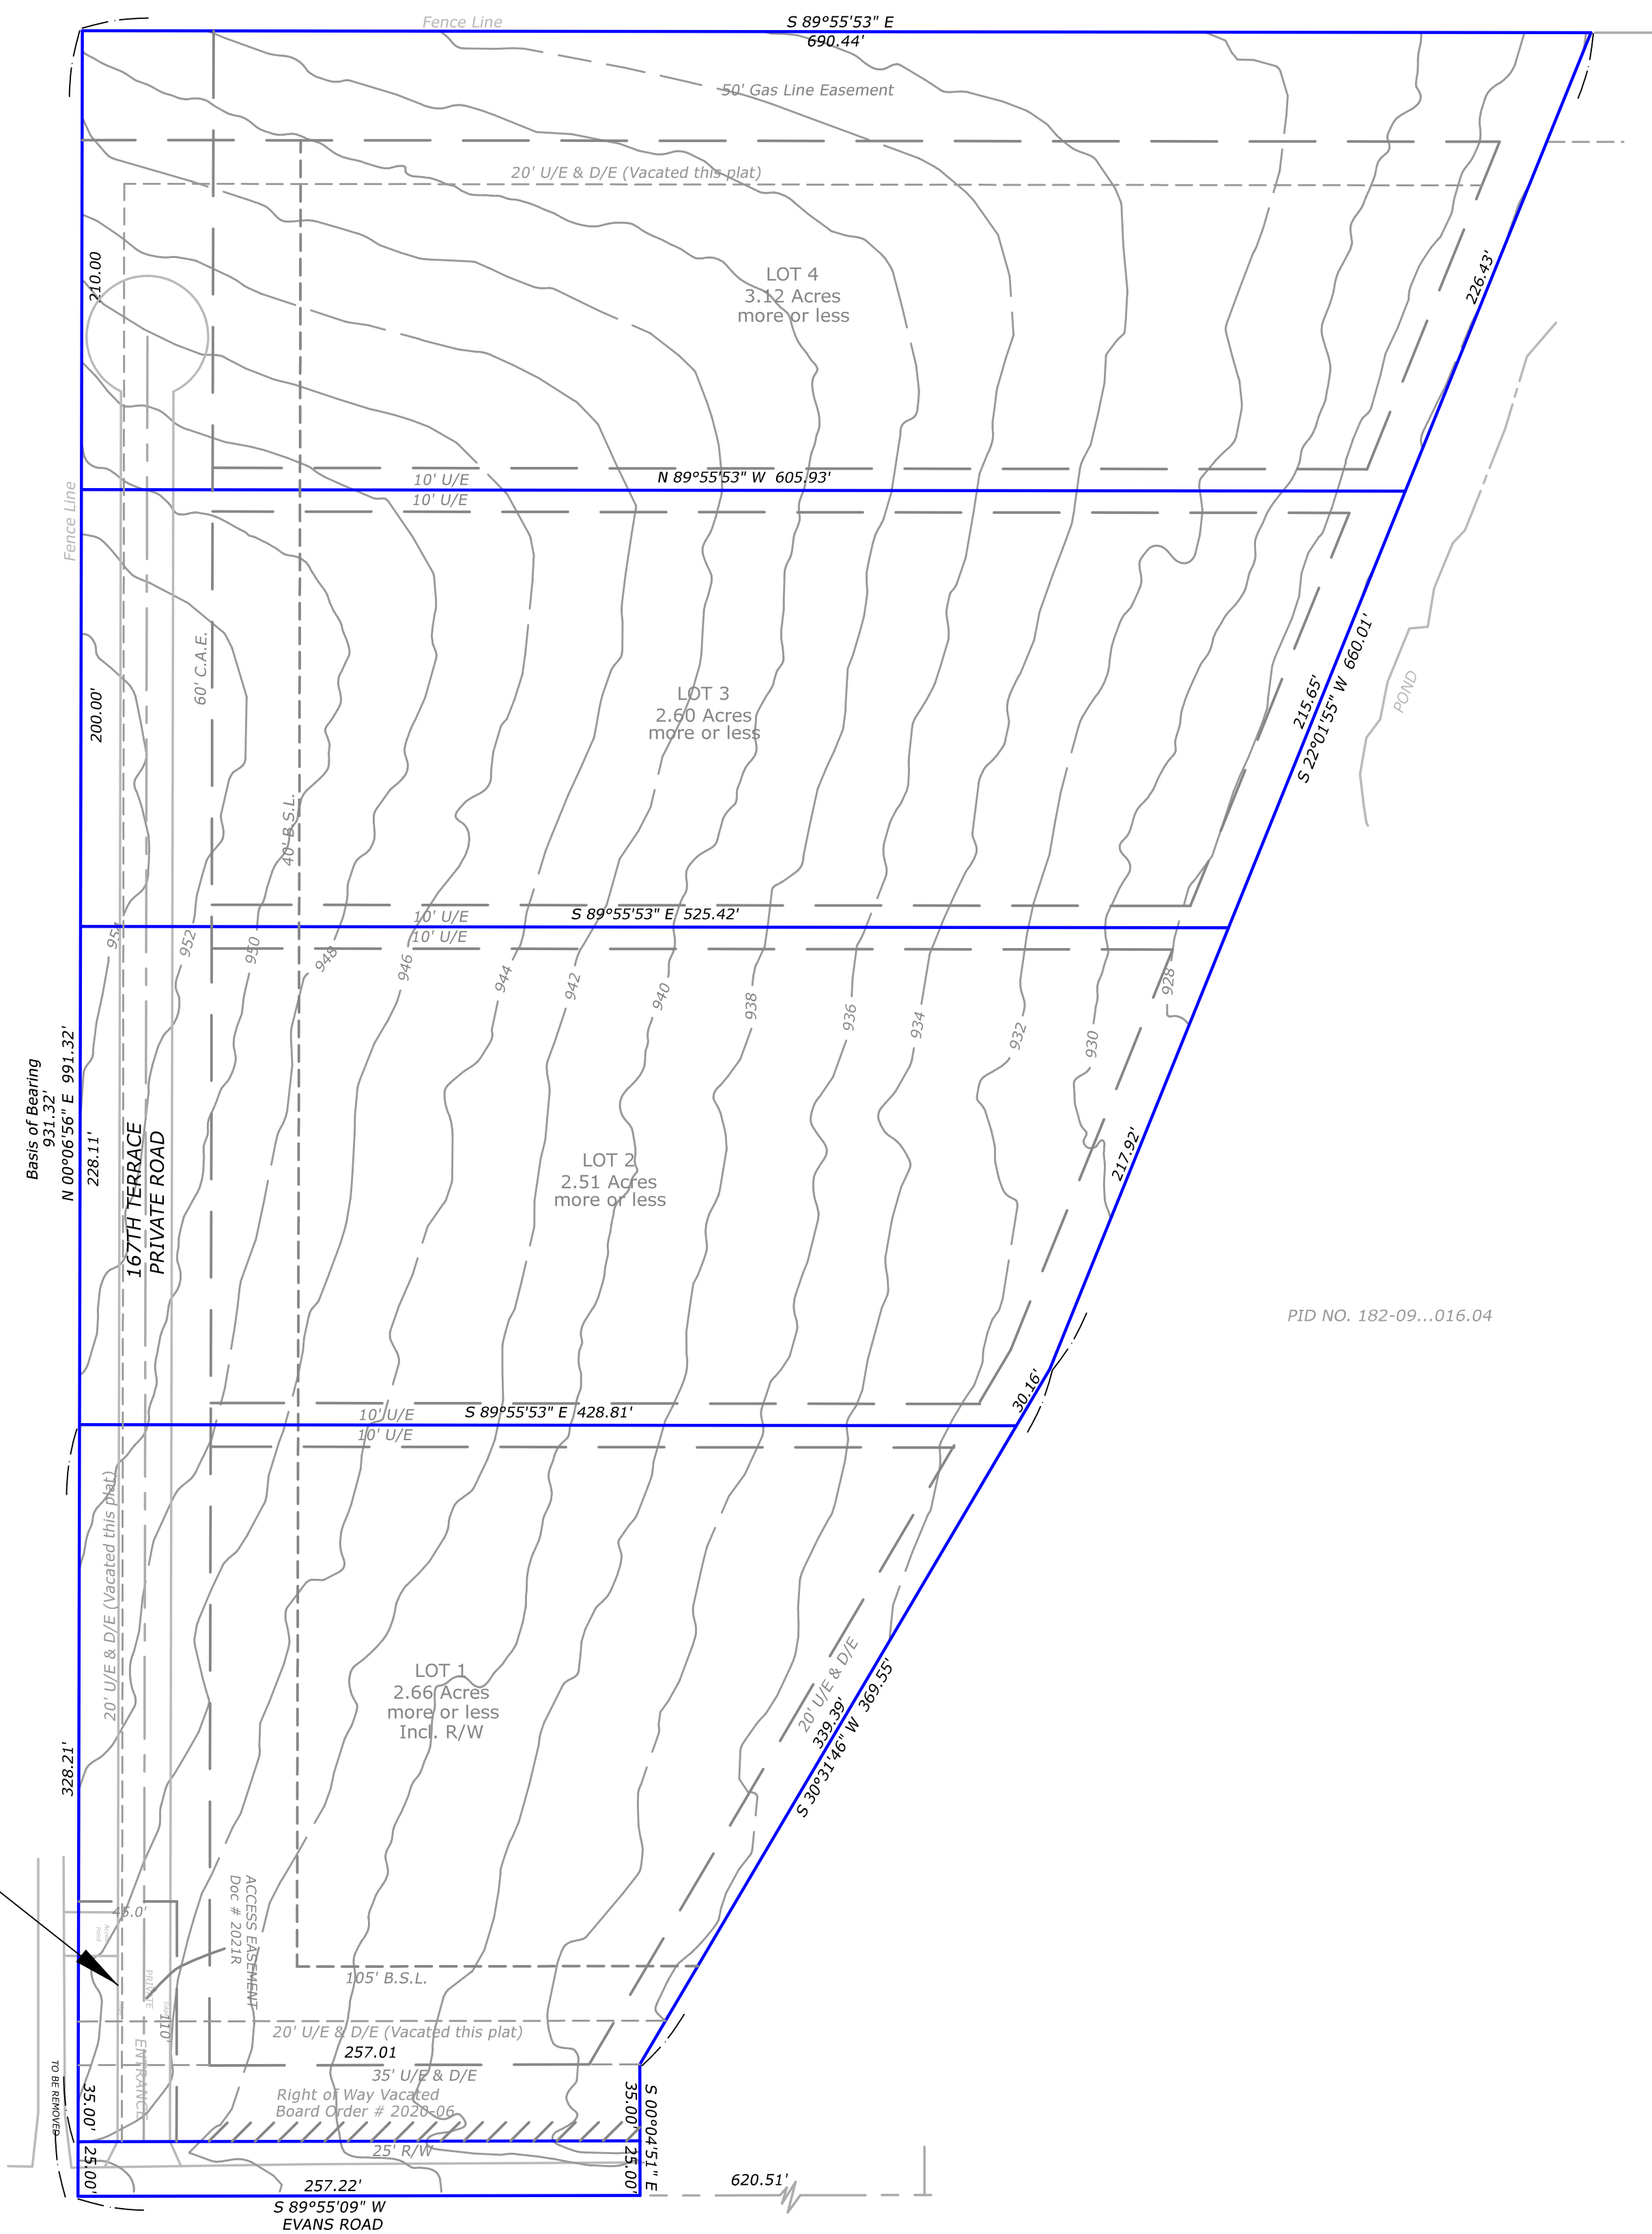 Fence Line
S 89°55'53" E
690.44'
50' Gas Line Easement
20' U/E & D/E (Vacated this plat)
210.00
LOT 4
3.12 Acres
more or less
226.43'
10' U/E
N 89°55'53" W 605.93'
10' U/E
Fence Line
60' C.A.E.
200.00'
LOT 3
2.60 Acres
more or less
215.65'
S 22°01'55" W 660.01'
POND
40' B.S.L.
10' U/E
S 89°55'53" E 525.42'
10' U/E
952
950
948
946
944
942
940
938
936
934
932
930
928
Basis of Bearing
931.32'
N 00°06'56" E 991.32'
228.11'
167TH TERRACE
PRIVATE ROAD
LOT 2
2.51 Acres
more or less
217.92'
PID NO. 182-09...016.04
30.16'
10' U/E
S 89°55'53" E 428.81'
10' U/E
20' U/E & D/E (Vacated this plat)
LOT 1
2.66 Acres
more or less
Incl. R/W
20' U/E & D/E
339.39'
S 30°31'46" W 369.55'
328.21'
45.0'
ACCESS EASEMENT
Doc # 2021R
PRIVATE
110'
ENTRANCE
105' B.S.L.
20' U/E & D/E (Vacated this plat)
257.01
35' U/E & D/E
TO BE REMOVED
35.00'
Right of Way Vacated
Board Order # 2020-06
35.00'
S 00°04'51" E
25.00'
25' R/W
25.00'
257.22'
620.51'
S 89°55'09" W
EVANS ROAD